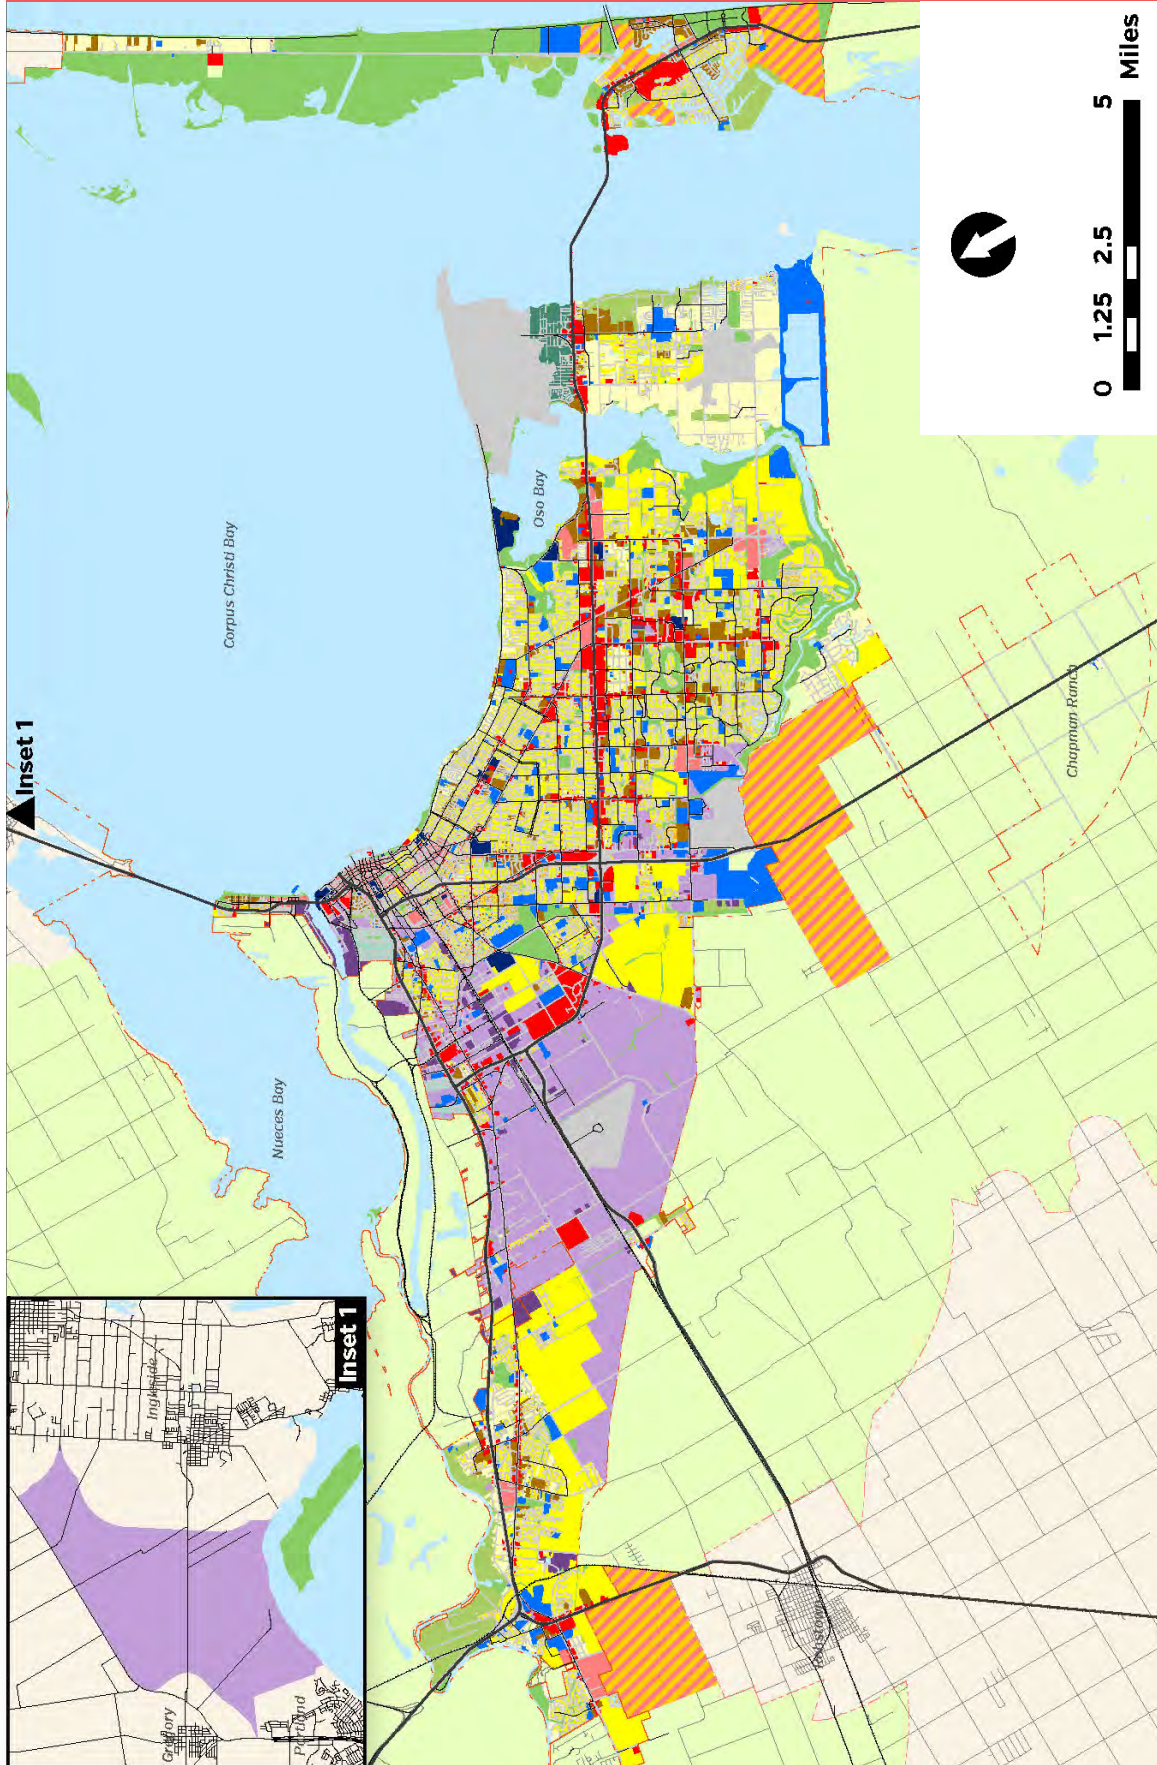 Inset 1
Corpus Christi Bay
Oso Bay
Nueces Bay
Chapman Ranch
Ingleside
Gregory
Portland
Inset 1
Robstown
0 1.25 2.5 5 Miles